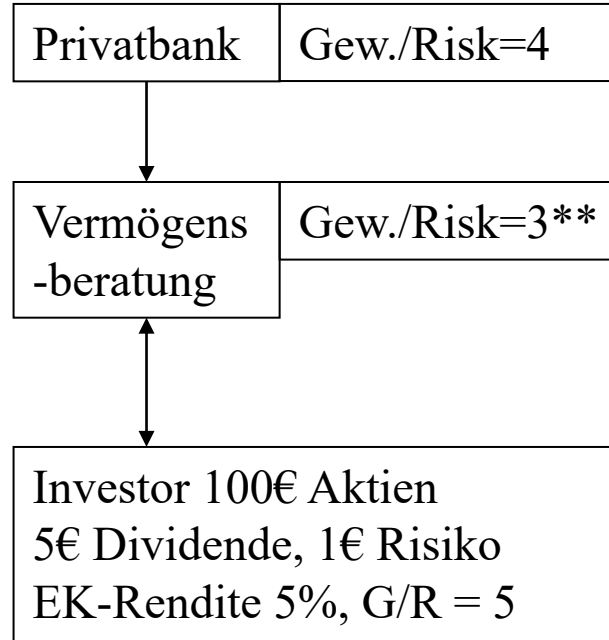 Privatbank
Gew./Risk=4
Vermögens
-beratung
Gew./Risk=3**
Investor 100€ Aktien
5€ Dividende, 1€ Risiko
EK-Rendite 5%, G/R = 5